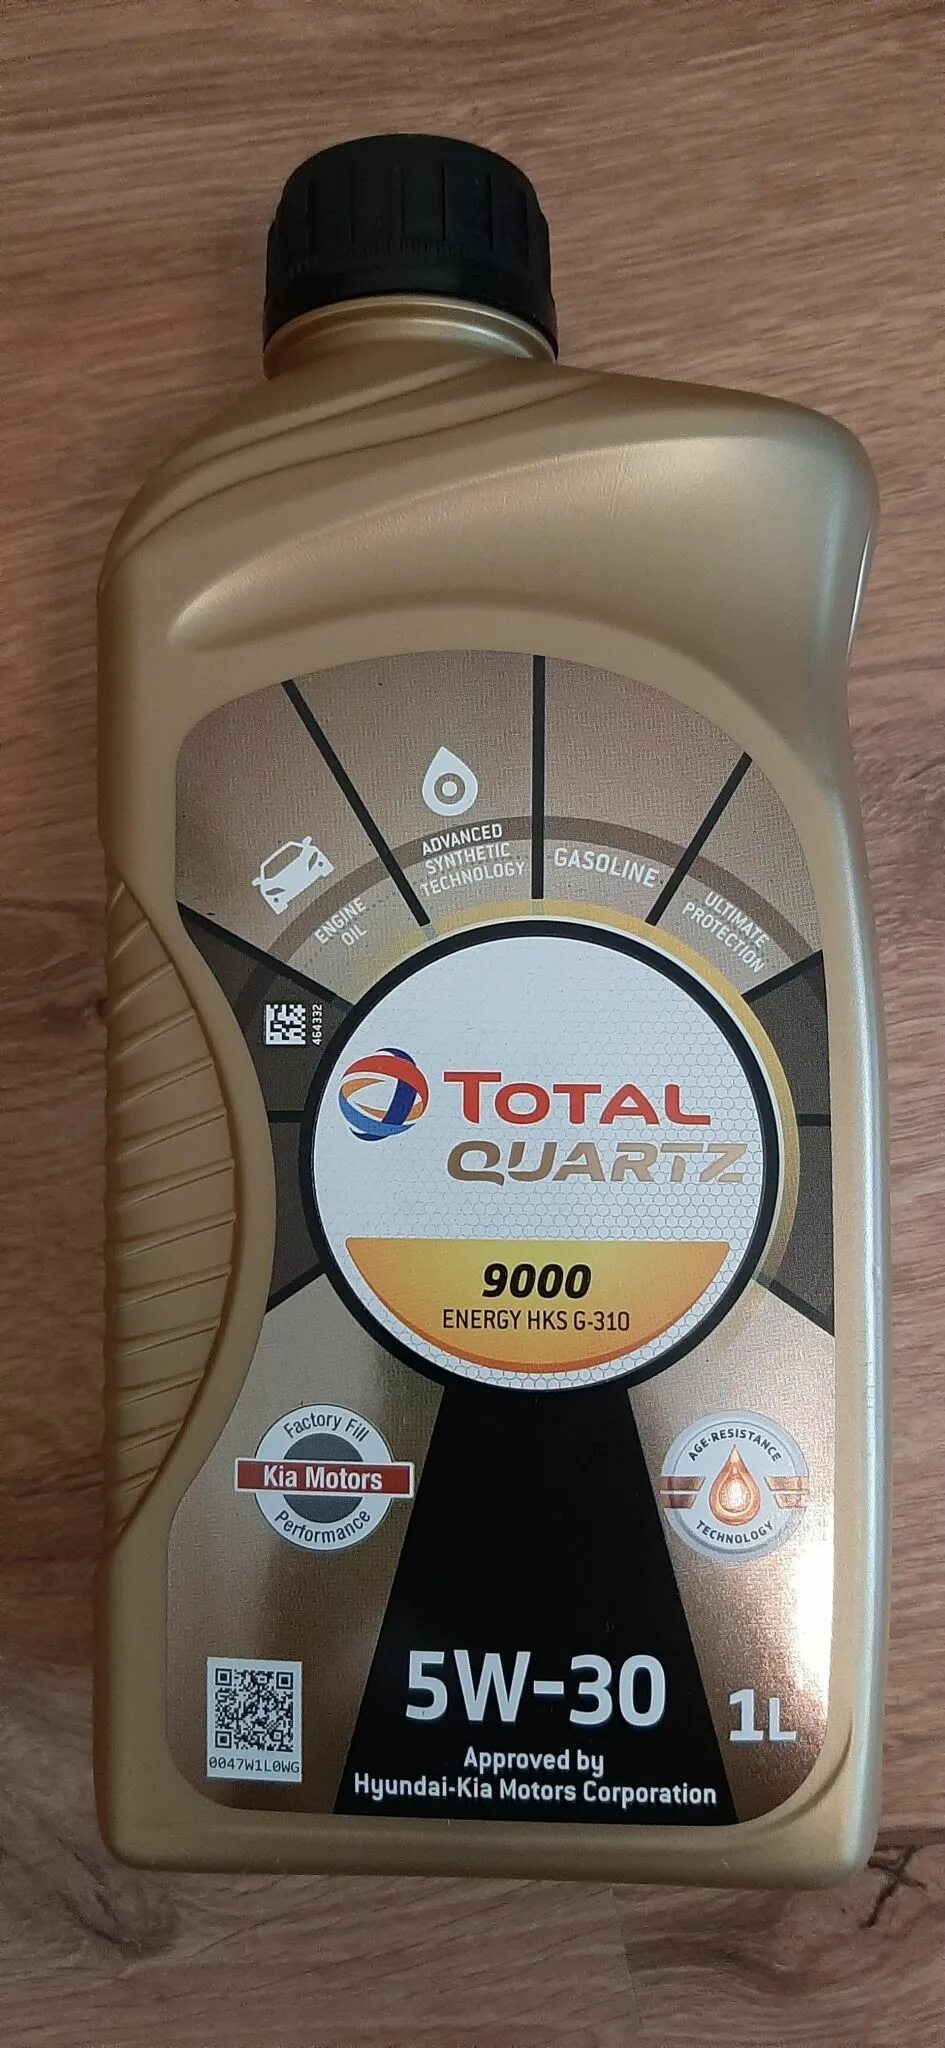 ADVANCED
SYNTHETIC
TECHNOLOGY
GASOLINE
ENGINE
OIL
ULTIMATE
PROTECTION
464332
TOTAL
QUARTZ
9000
ENERGY HKS G-310
Factory Fill
Kia Motors
Performance
AGE-RESISTANCE
TECHNOLOGY
5W-30
1L
0047W1L0WG
Approved by
Hyundai-Kia Motors Corporation